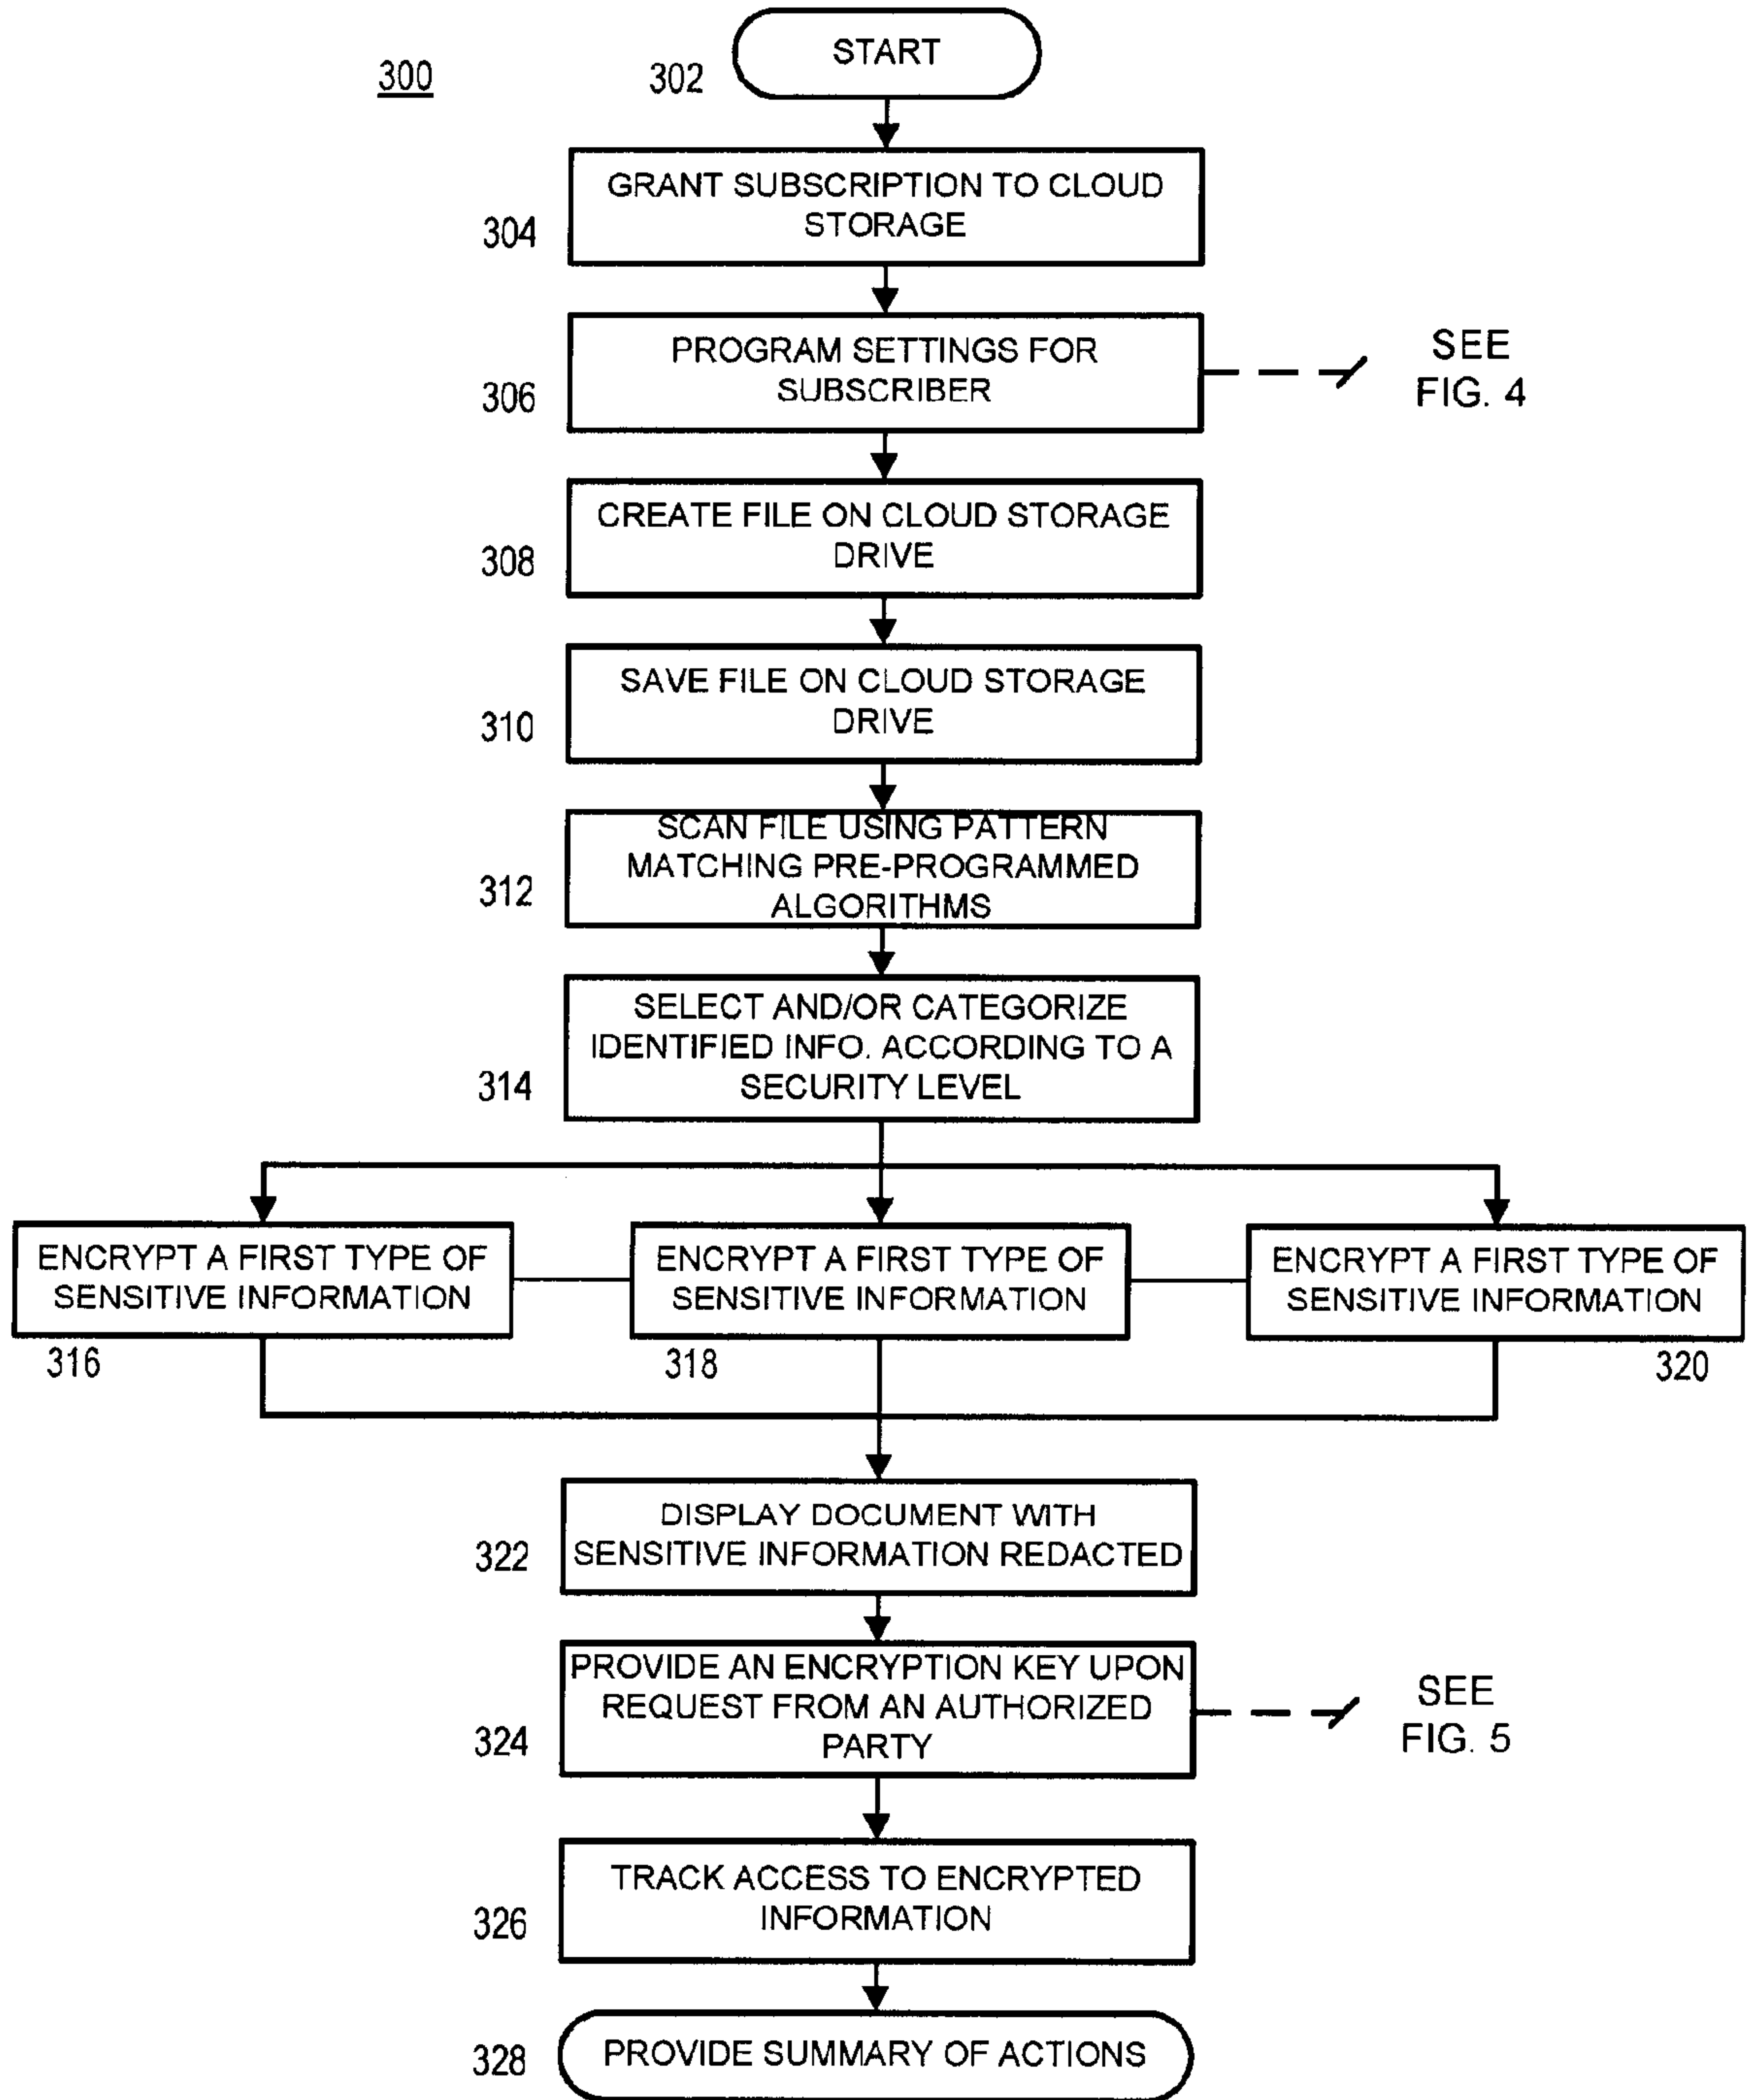 START
300
302
GRANT SUBSCRIPTION TO CLOUD
STORAGE
304
PROGRAM SETTINGS FOR
SUBSCRIBER
306
SEE
FIG. 4
CREATE FILE ON CLOUD STORAGE
DRIVE
308
SAVE FILE ON CLOUD STORAGE
DRIVE
310
SCAN FILE USING PATTERN
MATCHING PRE-PROGRAMMED
ALGORITHMS
312
SELECT AND/OR CATEGORIZE
IDENTIFIED INFO. ACCORDING TO A
SECURITY LEVEL
314
ENCRYPT A FIRST TYPE OF
SENSITIVE INFORMATION
316
ENCRYPT A FIRST TYPE OF
SENSITIVE INFORMATION
318
ENCRYPT A FIRST TYPE OF
SENSITIVE INFORMATION
320
DISPLAY DOCUMENT WITH
SENSITIVE INFORMATION REDACTED
322
PROVIDE AN ENCRYPTION KEY UPON
REQUEST FROM AN AUTHORIZED
PARTY
324
SEE
FIG. 5
TRACK ACCESS TO ENCRYPTED
INFORMATION
326
PROVIDE SUMMARY OF ACTIONS
328